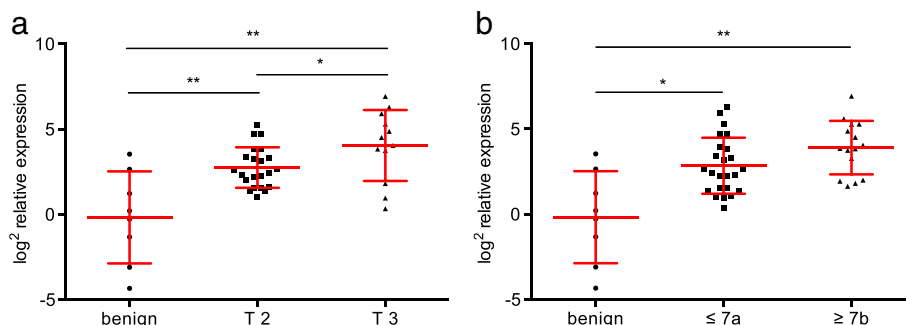 a
b
10
5
0
-5
log² relative expression
**
**
*
benign
T 2
T 3
10
5
0
-5
log² relative expression
**
*
benign
≤ 7a
≥ 7b